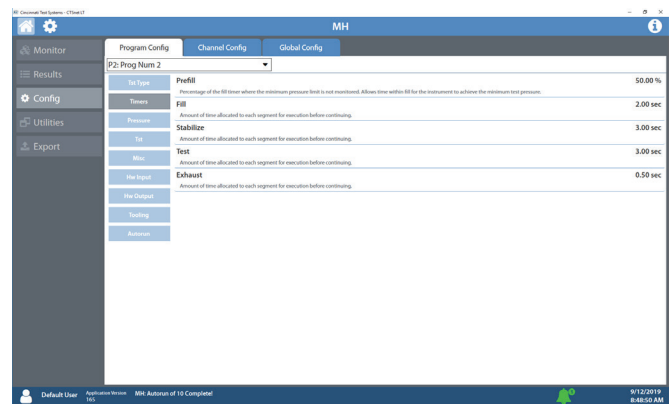 Cincinnati Test Systems - CTSnet LT
MH
Monitor
Results
Config
Utilities
Export
Program Config
Channel Config
Global Config
P2: Prog Num 2
Tst Type
Timers
Pressure
Tst
Misc
Hw Input
Hw Output
Tooling
Autorun
Prefill
50.00 %
Percentage of the fill timer where the minimum pressure limit is not monitored. Allows time within fill for the instrument to achieve the minimum test pressure.
Fill
2.00 sec
Amount of time allocated to each segment for execution before continuing.
Stabilize
3.00 sec
Amount of time allocated to each segment for execution before continuing.
Test
3.00 sec
Amount of time allocated to each segment for execution before continuing.
Exhaust
0.50 sec
Amount of time allocated to each segment for execution before continuing.
Default User
Application Version
165
MH: Autorun of 10 Complete!
9/12/2019
8:48:50 AM